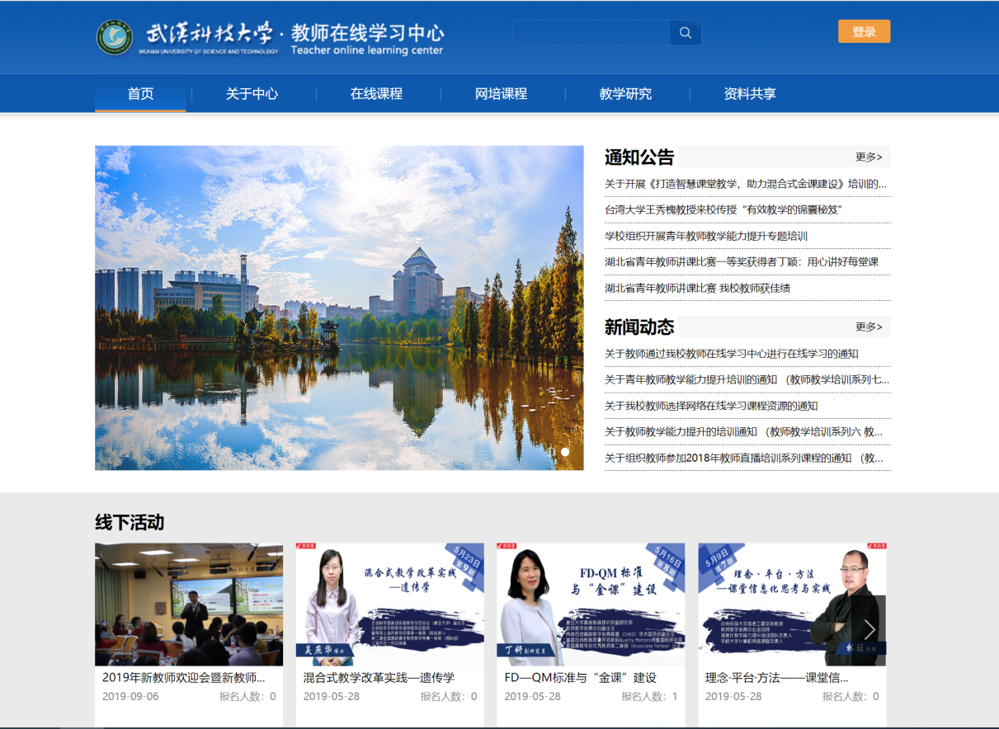 武汉科技大学·教师在线学习中心
WUHAN UNIVERSITY OF SCIENCE AND TECHNOLOGY
Teacher online learning center
登录
首页
关于中心
在线课程
网培课程
教学研究
资料共享
通知公告
更多>
关于开展《打造智慧课堂教学，助力混合式金课建设》培训的...
台湾大学王秀槐教授来校传授“有效教学的锦囊秘笈”
学校组织开展青年教师教学能力提升专题培训
湖北省青年教师讲课比赛一等奖获得者丁颖：用心讲好每堂课
湖北省青年教师讲课比赛 我校教师获佳绩
新闻动态
更多>
关于教师通过我校教师在线学习中心进行在线学习的通知
关于青年教师教学能力提升培训的通知 （教师教学培训系列七...
关于我校教师选择网络在线学习课程资源的通知
关于教师教学能力提升的培训通知 （教师教学培训系列六 教...
关于组织教师参加2018年教师直播培训系列课程的通知 （教...
线下活动
2019年新教师欢迎会暨新教师...
2019-09-06
报名人数：0
第四季
5月23日
第9期
混合式教学改革实践
—遗传学
吴燕华 博士
混合式教学改革实践—遗传学
2019-05-28
报名人数：0
第四季
5月16日
第8期
FD-QM 标准
与“金课”建设
丁妍 副研究员
FD—QM标准与“金课”建设
2019-05-28
报名人数：1
第四季
5月9日
第7期
理念·平台·方法
—课堂信息化思考与实践
理念·平台·方法——课堂信...
2019-05-28
报名人数：0